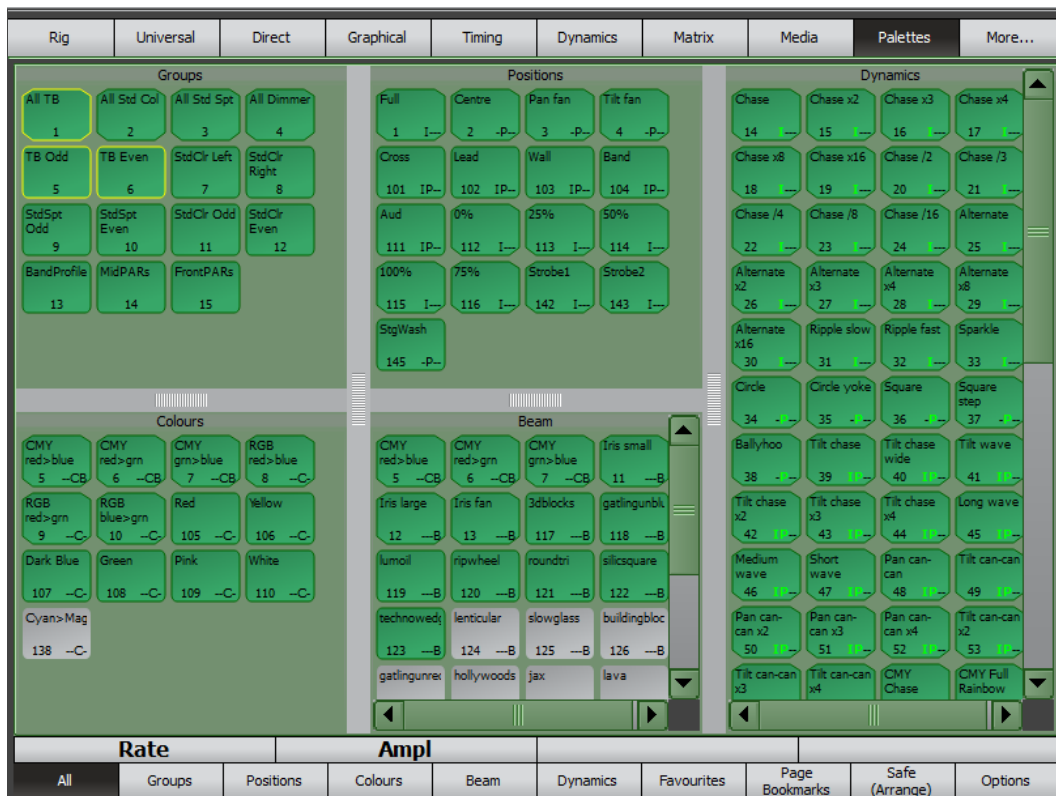 Rig Universal Direct Graphical Timing Dynamics Matrix Media Palettes More...
Groups
All TB All Std Col All Std Spt All Dimmer
1 2 3 4
TB Odd TB Even StdClr Left StdClr Right
5 6 7 8
StdSpt Odd StdSpt Even StdClr Odd StdClr Even
9 10 11 12
BandProfile MidPARs FrontPARs
13 14 15
Positions
Full Centre Pan fan Tilt fan
1 I--- 2 -P-- 3 -P-- 4 -P--
Cross Lead Wall Band
101 IP-- 102 IP-- 103 IP-- 104 IP--
Aud 0% 25% 50%
111 IP-- 112 I--- 113 I--- 114 I---
100% 75% Strobe1 Strobe2
115 I--- 116 I--- 142 I--- 143 I---
StgWash
145 -P--
Dynamics
Chase Chase x2 Chase x3 Chase x4
14 I--- 15 I--- 16 I--- 17 I---
Chase x8 Chase x16 Chase /2 Chase /3
18 I--- 19 I--- 20 I--- 21 I---
Chase /4 Chase /8 Chase /16 Alternate
22 I--- 23 I--- 24 I--- 25 I---
Alternate x2 Alternate x3 Alternate x4 Alternate x8
26 I--- 27 I--- 28 I--- 29 I---
Alternate x16 Ripple slow Ripple fast Sparkle
30 I--- 31 I--- 32 I--- 33 I---
Circle Circle yoke Square Square step
34 -P-- 35 -P-- 36 -P-- 37 -P--
Ballyhoo Tilt chase Tilt chase wide Tilt wave
38 -P-- 39 IP-- 40 IP-- 41 IP--
Tilt chase x2 Tilt chase x3 Tilt chase x4 Long wave
42 IP-- 43 IP-- 44 IP-- 45 IP--
Medium wave Short wave Pan can-can Tilt can-can
46 IP-- 47 IP-- 48 IP-- 49 IP--
Pan can-can x2 Pan can-can x3 Pan can-can x4 Tilt can-can x2
50 IP-- 51 IP-- 52 IP-- 53 IP--
Tilt can-can x3 Tilt can-can x4 CMY Chase CMY Full Rainbow
Colours
CMY red>blue CMY red>grn CMY grn>blue RGB red>blue
5 --CB 6 --CB 7 --CB 8 --C-
RGB red>grn RGB blue>grn Red Yellow
9 --C- 10 --C- 105 --C- 106 --C-
Dark Blue Green Pink White
107 --C- 108 --C- 109 --C- 110 --C-
Cyan>Mag
138 --C-
Beam
CMY red>blue CMY red>grn CMY grn>blue Iris small
5 --CB 6 --CB 7 --CB 11 ---B
Iris large Iris fan 3dblocks gatlingunblu
12 ---B 13 ---B 117 ---B 118 ---B
lumoil ripwheel roundtri silicsquare
119 ---B 120 ---B 121 ---B 122 ---B
technowedg lenticular slowglass buildingbloc
123 ---B 124 ---B 125 ---B 126 ---B
gatlingunrec hollywoods jax lava
Rate Ampl
All Groups Positions Colours Beam Dynamics Favourites Page Bookmarks Safe (Arrange) Options